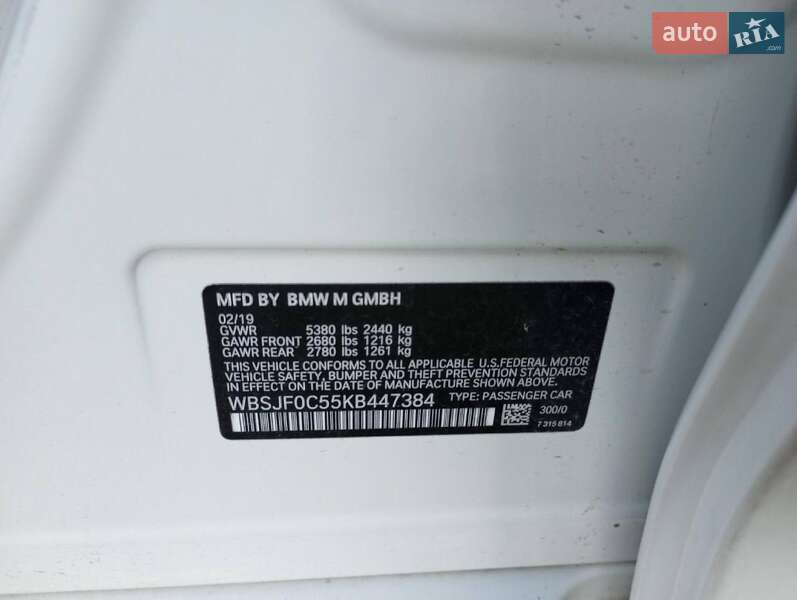 auto RIA
.com
MFD BY BMW M GMBH
02/19
GVWR 5380 lbs 2440 kg
GAWR FRONT 2680 lbs 1216 kg
GAWR REAR 2780 lbs 1261 kg
THIS VEHICLE CONFORMS TO ALL APPLICABLE U.S.FEDERAL MOTOR
VEHICLE SAFETY, BUMPER AND THEFT PREVENTION STANDARDS
IN EFFECT ON THE DATE OF MANUFACTURE SHOWN ABOVE.
WBSJF0C55KB447384 TYPE: PASSENGER CAR
300/0
7 315 814